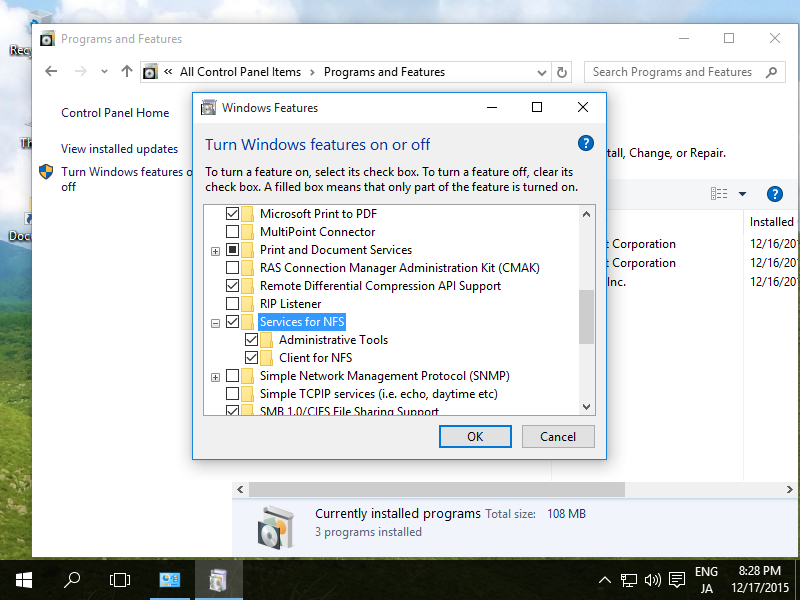 Programs and Features
« All Control Panel Items › Programs and Features
Search Programs and Features
Control Panel Home
View installed updates
Turn Windows features
off
Windows Features
Turn Windows features on or off
To turn a feature on, select its check box. To turn a feature off, clear its
check box. A filled box means that only part of the feature is turned on.
Microsoft Print to PDF
MultiPoint Connector
Print and Document Services
RAS Connection Manager Administration Kit (CMAK)
Remote Differential Compression API Support
RIP Listener
Services for NFS
Administrative Tools
Client for NFS
Simple Network Management Protocol (SNMP)
Simple TCPIP services (i.e. echo, daytime etc)
SMB 1.0/CIFS File Sharing Support
OK
Cancel
tall, Change, or Repair.
Installed
t Corporation 12/16/201
t Corporation 12/16/201
Inc. 12/16/201
Currently installed programs Total size: 108 MB
3 programs installed
ENG
JA
8:28 PM
12/17/2015